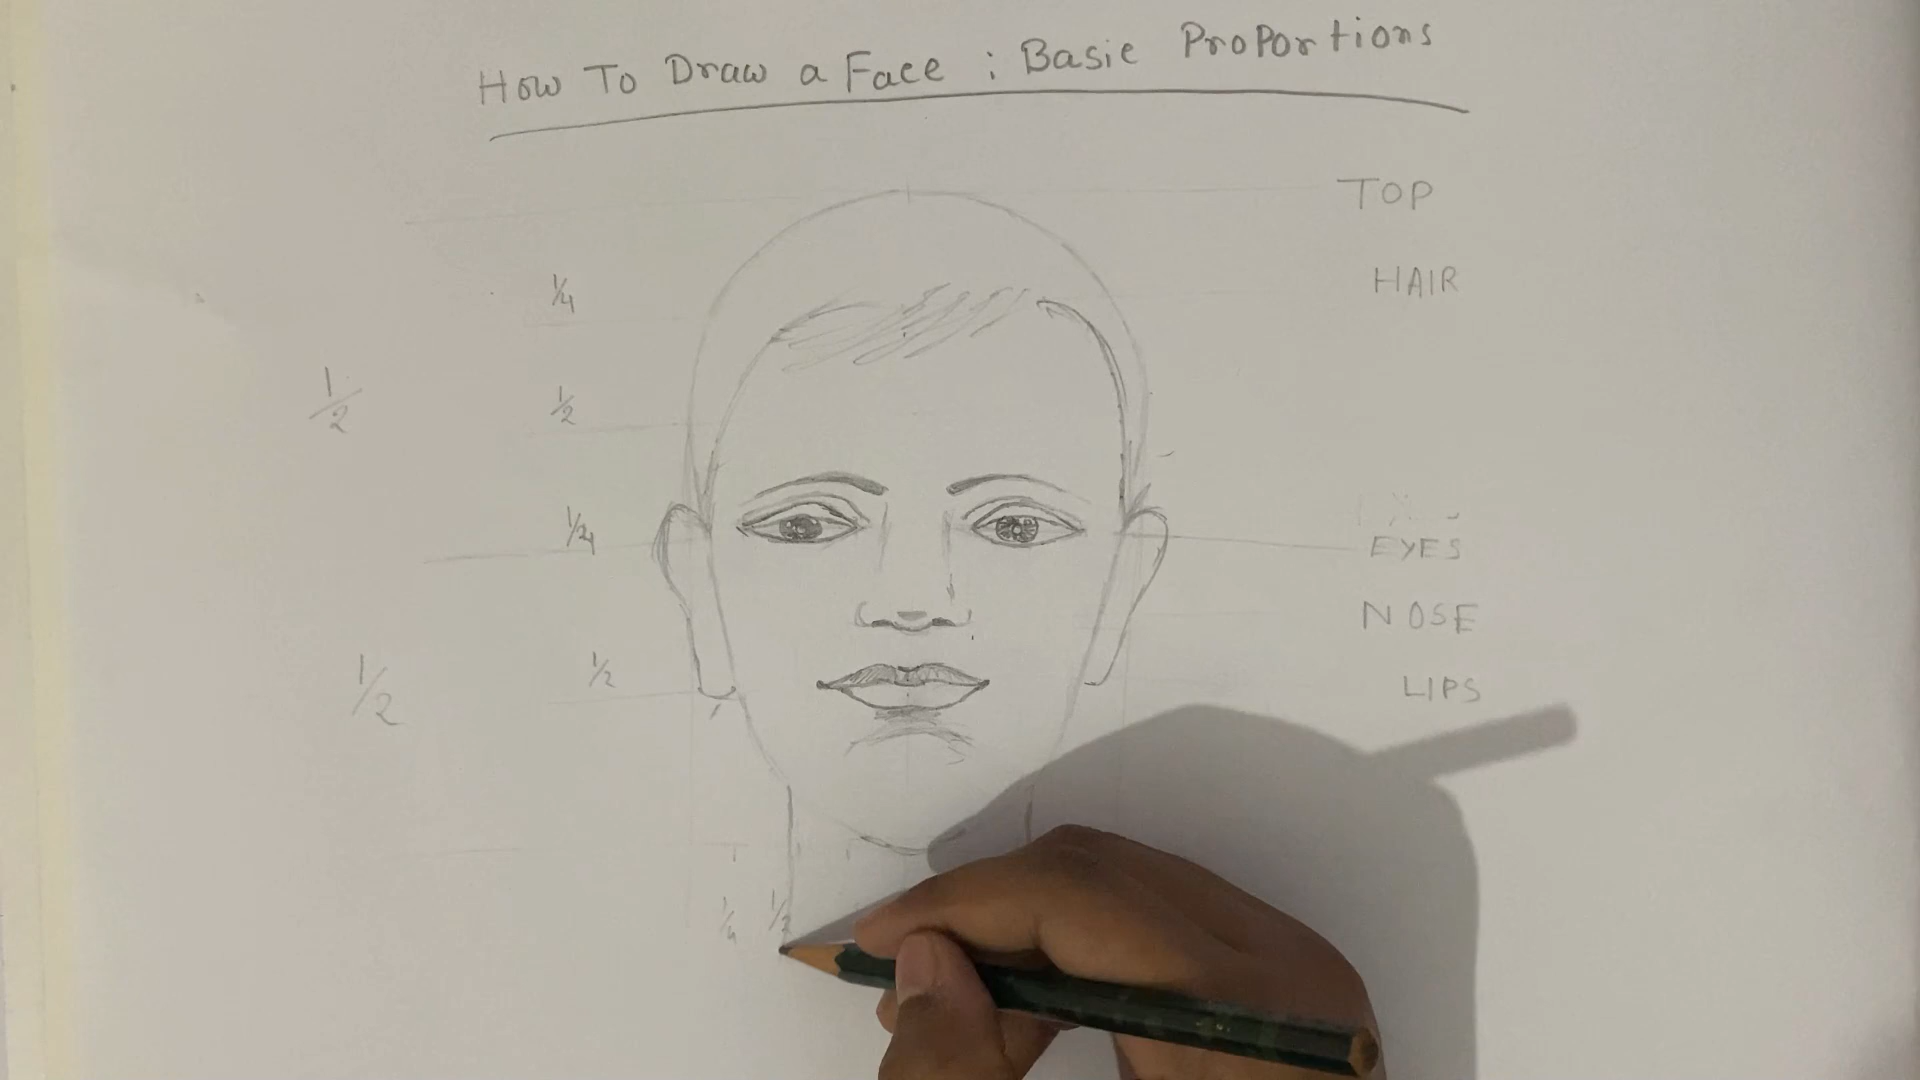 How To Draw a Face : Basic Proportions
TOP
1/4
HAIR
1/2
1/2
1/4
EYES
NOSE
1/2
1/2
LIPS
1/4
1/2